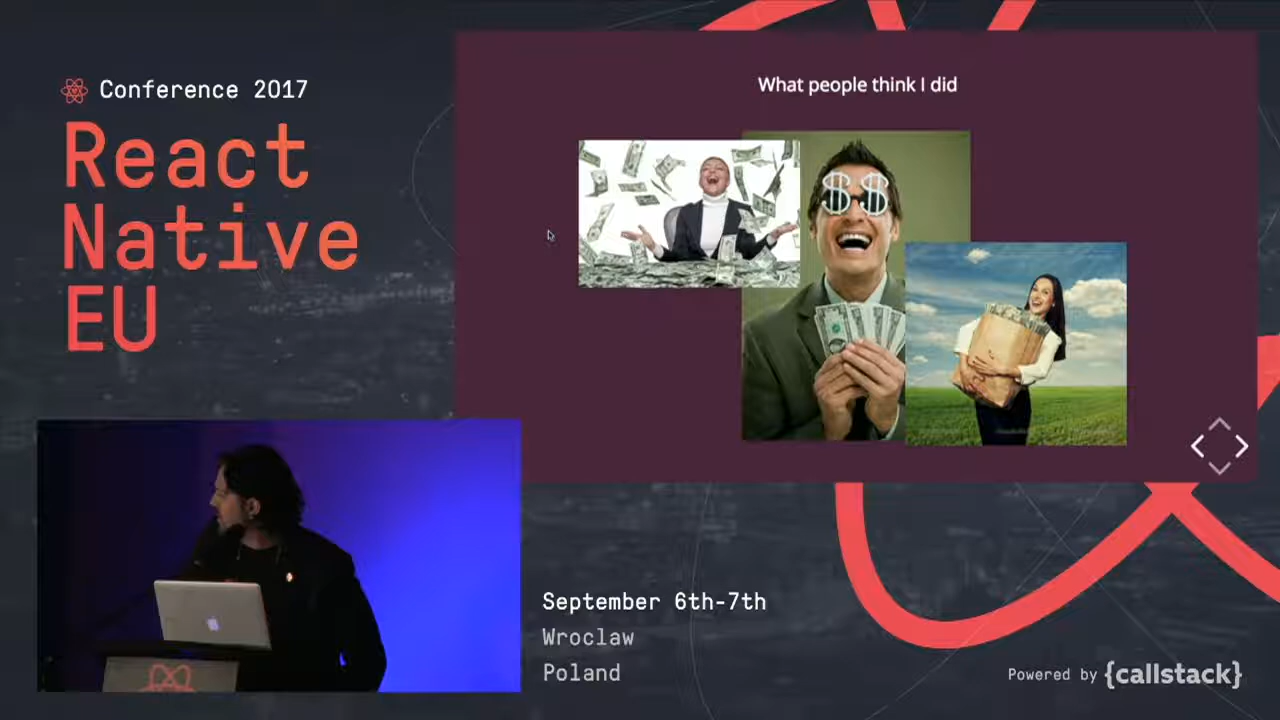 Conference 2017
React
Native
EU
What people think I did
$$
September 6th-7th
Wroclaw
Poland
Powered by {callstack}